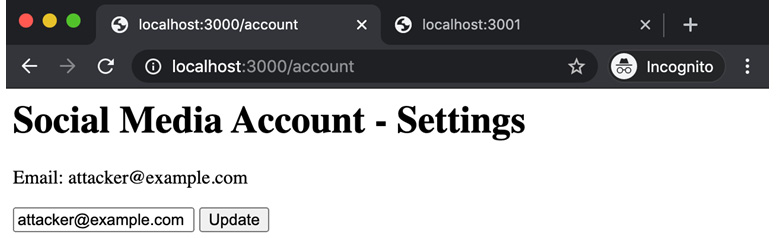 localhost:3000/account
localhost:3001
localhost:3000/account
Incognito
Social Media Account - Settings
Email: attacker@example.com
attacker@example.com Update